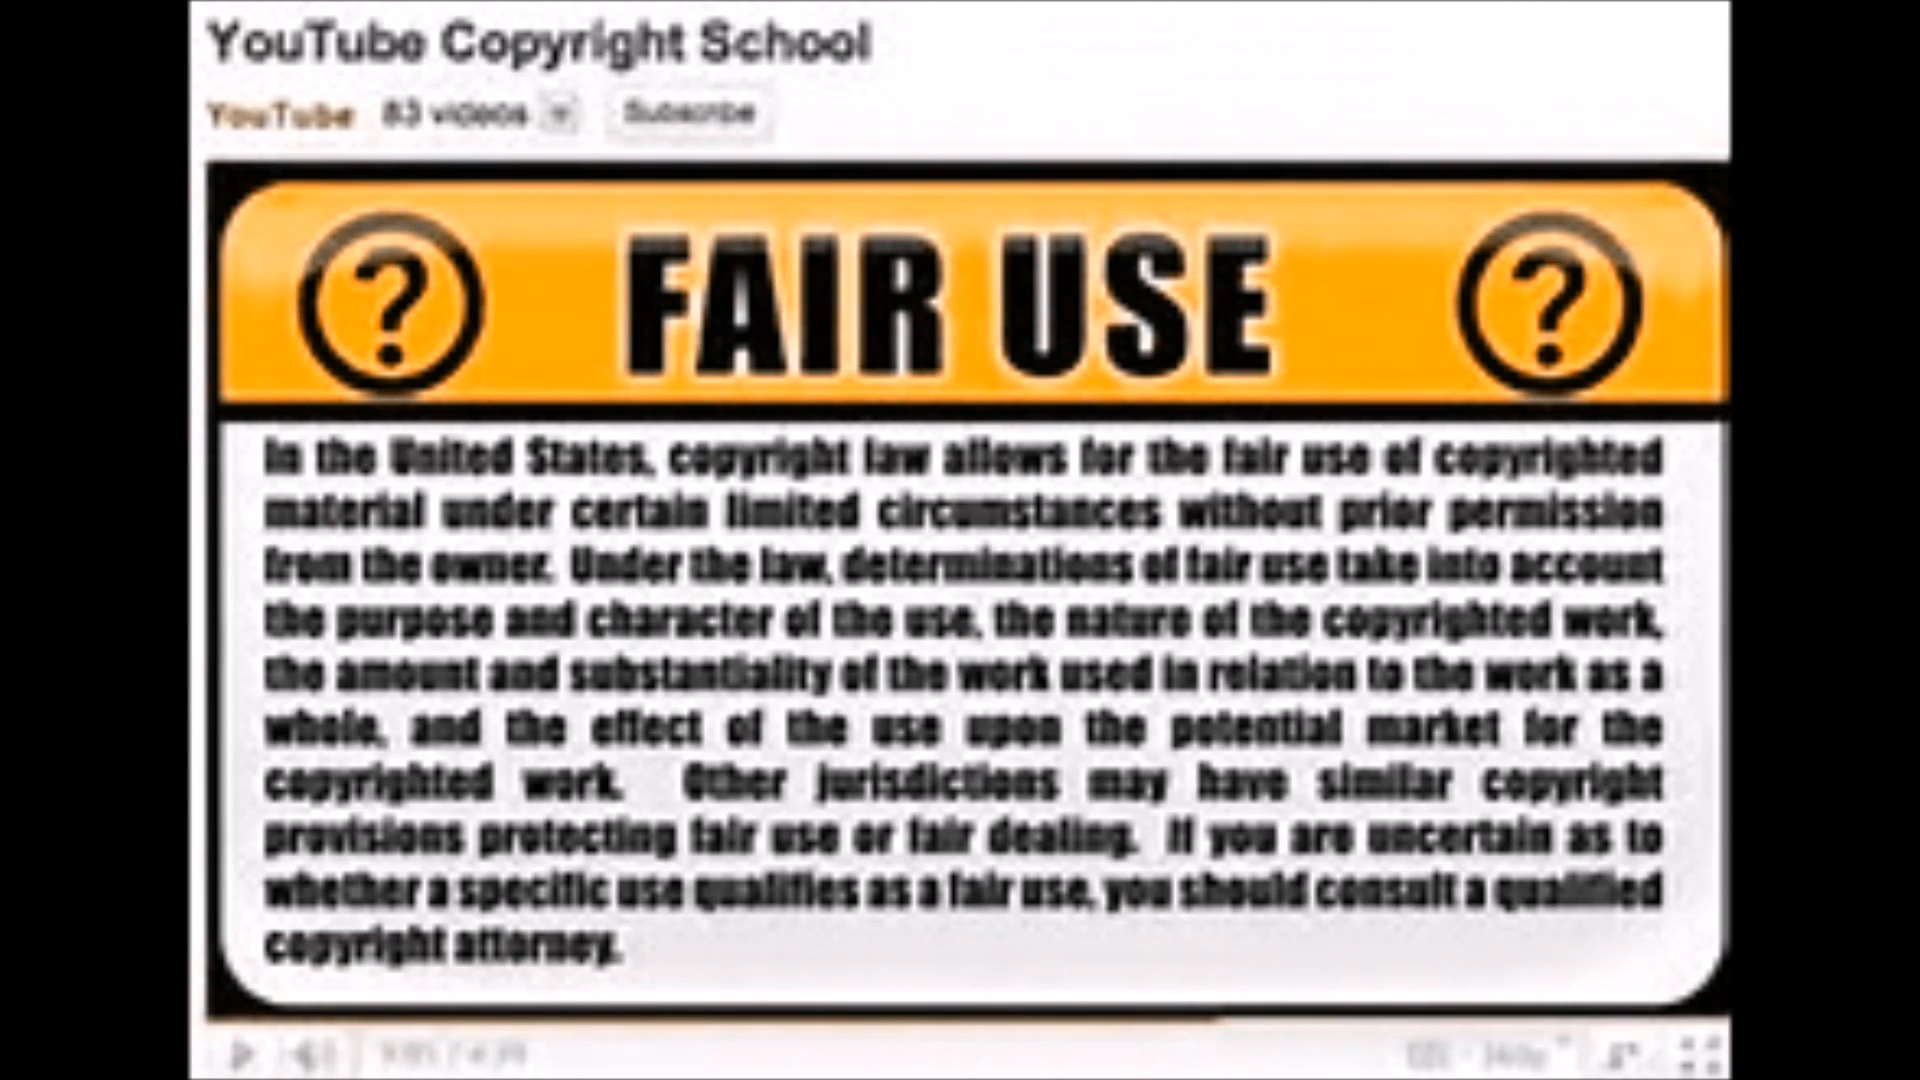 YouTube Copyright School
YouTube 83 videos Subscribe
? FAIR USE ?
In the United States, copyright law allows for the fair use of copyrighted
material under certain limited circumstances without prior permission
from the owner. Under the law, determinations of fair use take into account
the purpose and character of the use, the nature of the copyrighted work,
the amount and substantiality of the work used in relation to the work as a
whole, and the effect of the use upon the potential market for the
copyrighted work. Other jurisdictions may have similar copyright
provisions protecting fair use or fair dealing. If you are uncertain as to
whether a specific use qualifies as a fair use, you should consult a qualified
copyright attorney.